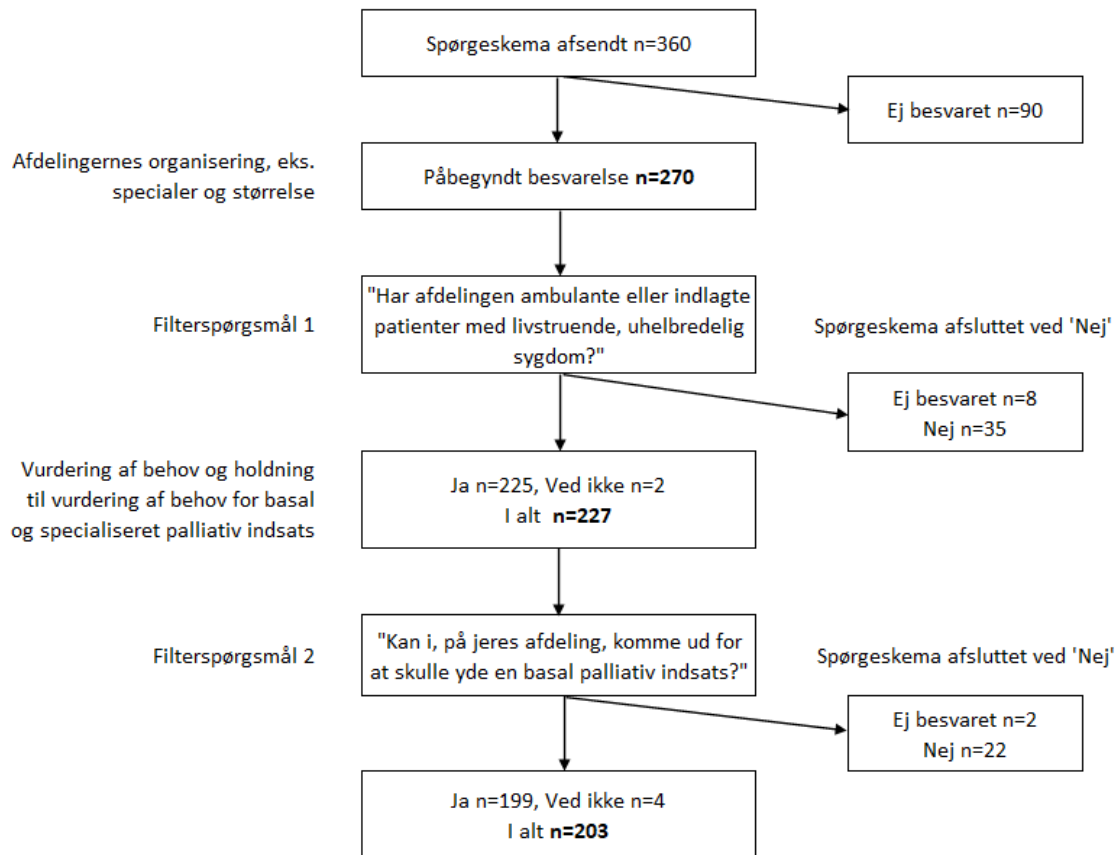 Spørgeskema afsendt n=360
Ej besvaret n=90
Afdelingernes organisering, eks.
specialer og størrelse
Påbegyndt besvarelse n=270
Filterspørgsmål 1
"Har afdelingen ambulante eller indlagte
patienter med livstruende, uhelbredelig
sygdom?"
Spørgeskema afsluttet ved 'Nej'
Ej besvaret n=8
Nej n=35
Vurdering af behov og holdning
til vurdering af behov for basal
og specialiseret palliativ indsats
Ja n=225, Ved ikke n=2
I alt n=227
Filterspørgsmål 2
"Kan i, på jeres afdeling, komme ud for
at skulle yde en basal palliativ indsats?"
Spørgeskema afsluttet ved 'Nej'
Ej besvaret n=2
Nej n=22
Ja n=199, Ved ikke n=4
I alt n=203